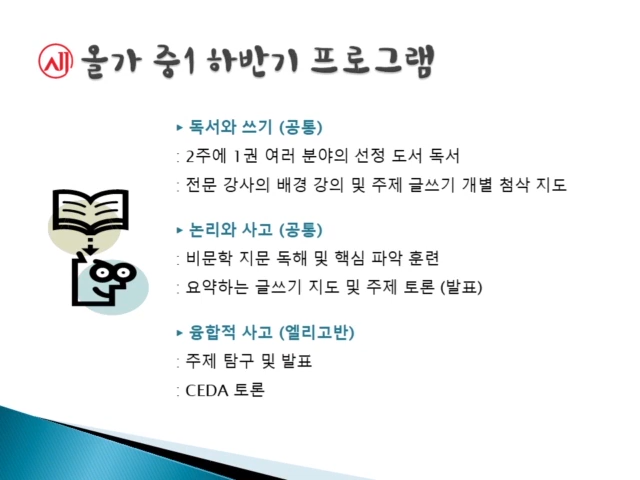 올가 중1 하반기 프로그램
▸ 독서와 쓰기 (공통)
: 2주에 1권 여러 분야의 선정 도서 독서
: 전문 강사의 배경 강의 및 주제 글쓰기 개별 첨삭 지도
▸ 논리와 사고 (공통)
: 비문학 지문 독해 및 핵심 파악 훈련
: 요약하는 글쓰기 지도 및 주제 토론 (발표)
▸ 융합적 사고 (엘리고반)
: 주제 탐구 및 발표
: CEDA 토론